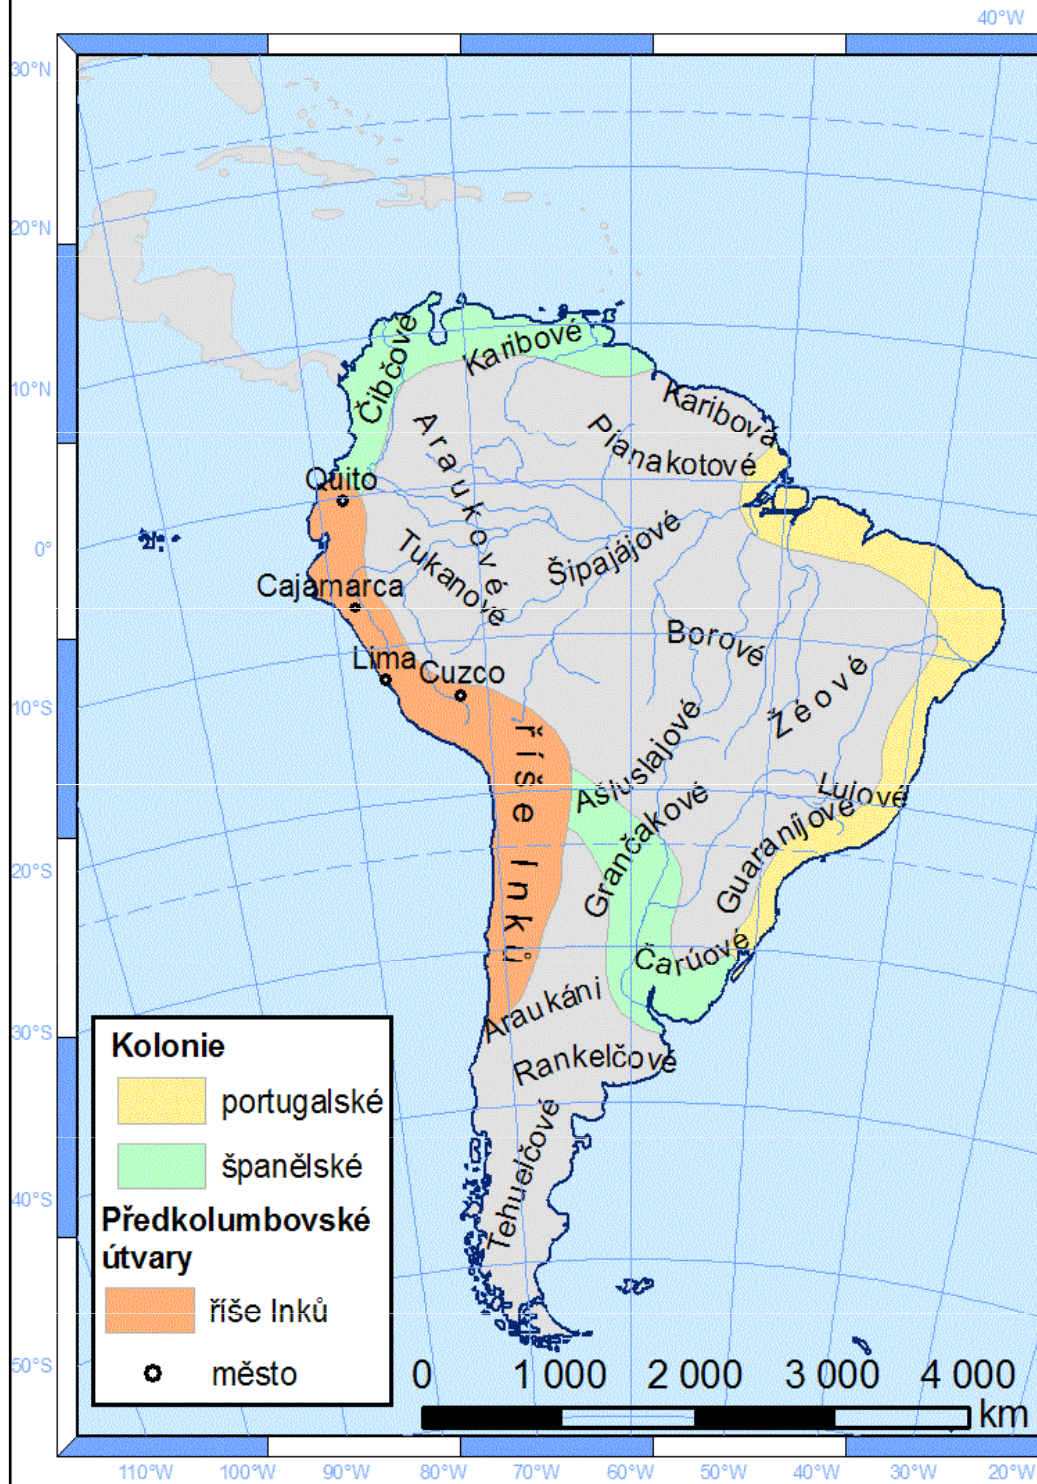 40°W
30°N
20°N
10°N
0°
10°S
20°S
30°S
40°S
50°S
Čibčové
Karibové
Karibová
Araukové
Pianakotové
Quito
Tukanové
Šipajájové
Cajamarca
Borové
Lima
Cuzco
Žéové
říše Inků
Ašluslajové
Grančakové
Lujové
Guaraníjové
Čarúové
Araukáni
Rankelčové
Tehuelčové
Kolonie
portugalské
španělské
Předkolumbovské
útvary
říše Inků
město
0 1 000 2 000 3 000 4 000
km
110°W 100°W 90°W 80°W 70°W 60°W 50°W 40°W 30°W 20°W